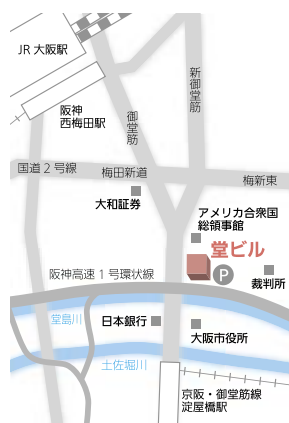 JR 大阪駅
新御堂筋
阪神
西梅田駅
御堂筋
国道２号線
梅田新道
梅新東
大和証券
アメリカ合衆国
総領事館
堂ビル
P
阪神高速１号環状線
裁判所
堂島川
日本銀行
大阪市役所
土佐堀川
京阪・御堂筋線
淀屋橋駅